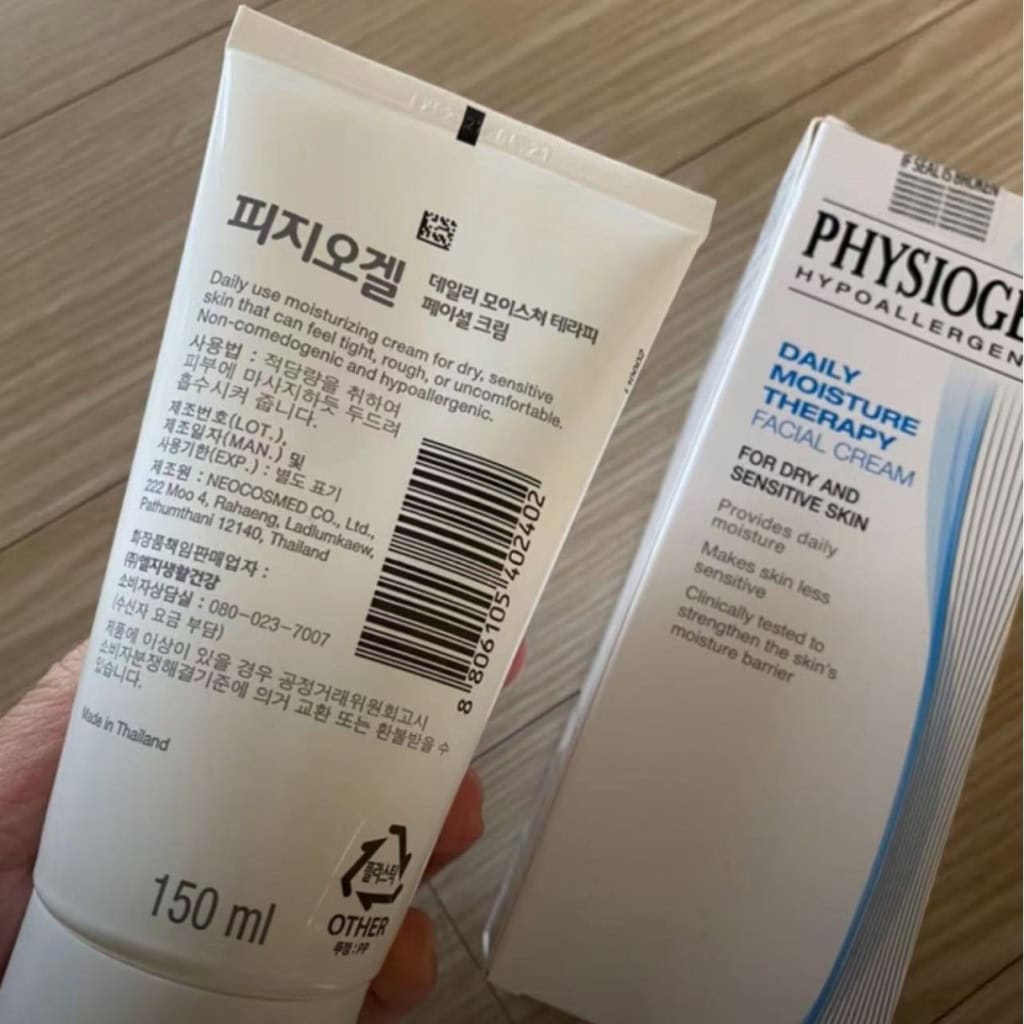 피지오겔
데일리 모이스쳐 테라피
페이셜 크림
Daily use moisturizing cream for dry, sensitive
skin that can feel tight, rough, or uncomfortable.
Non-comedogenic and hypoallergenic.
사용법 : 적당량을 취하여
피부에 마사지하듯 두드려
흡수시켜 줍니다.
제조번호(LOT.),
제조일자(MAN.) 및
사용기한(EXP.) : 별도 표기
제조원 : NEOCOSMED CO., Ltd.,
222 Moo 4, Rahaeng, Ladlumkaew,
Pathumthani 12140, Thailand
화장품책임판매업자 :
㈜엘지생활건강
소비자상담실 : 080-023-7007
(수신자 요금 부담)
제품에 이상이 있을 경우 공정거래위원회고시
소비자분쟁해결기준에 의거 교환 또는 환불받을 수
있습니다.
Made in Thailand
8 806105 402402
150 ml
플라스틱
OTHER
뚜껑 : PP
IF SEAL IS BROKEN
PHYSIOGE
HYPOALLERGEN
DAILY
MOISTURE
THERAPY
FACIAL CREAM
FOR DRY AND
SENSITIVE SKIN
Provides daily
moisture
Makes skin less
sensitive
Clinically tested to
strengthen the skin's
moisture barrier